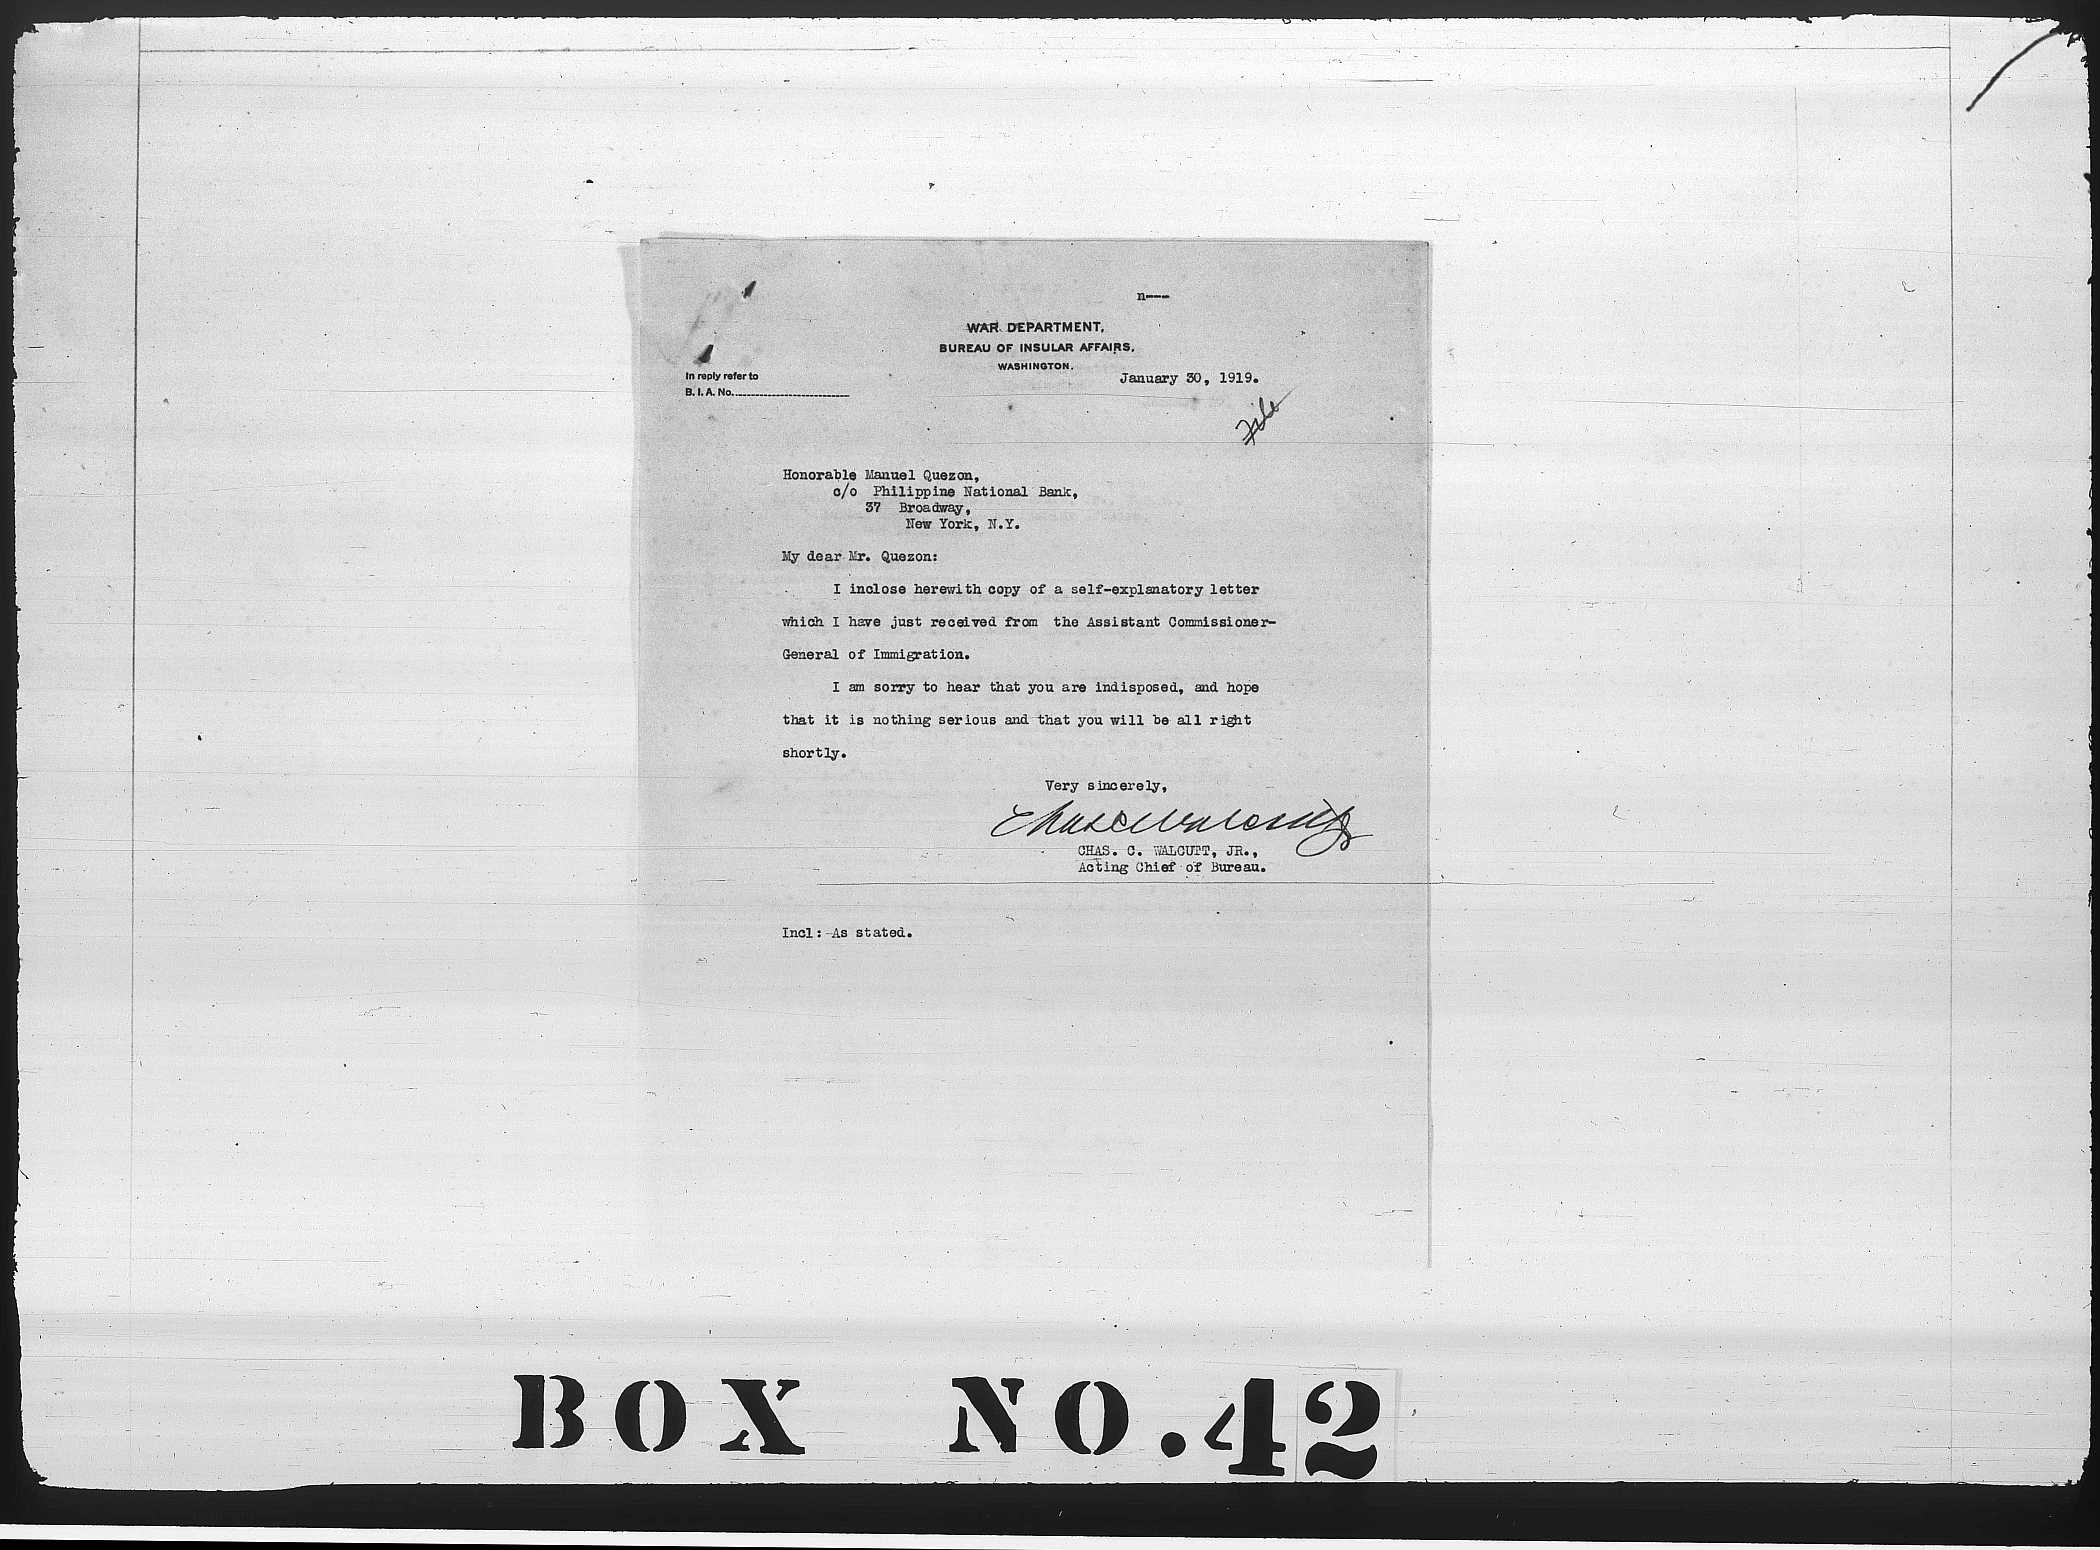 n---
WAR DEPARTMENT,
BUREAU OF INSULAR AFFAIRS,
WASHINGTON.
In reply refer to
B. I. A. No.
January 30, 1919.
File
Honorable Manuel Quezon,
c/o Philippine National Bank,
37 Broadway,
New York, N.Y.
My dear Mr. Quezon:
I inclose herewith copy of a self-explanatory letter
which I have just received from the Assistant Commissioner-
General of Immigration.
I am sorry to hear that you are indisposed, and hope
that it is nothing serious and that you will be all right
shortly.
Very sincerely,
Chas C Walcutt Jr
CHAS. C. WALCUTT, JR.,
Acting Chief of Bureau.
Incl:-As stated.
BOX NO.42